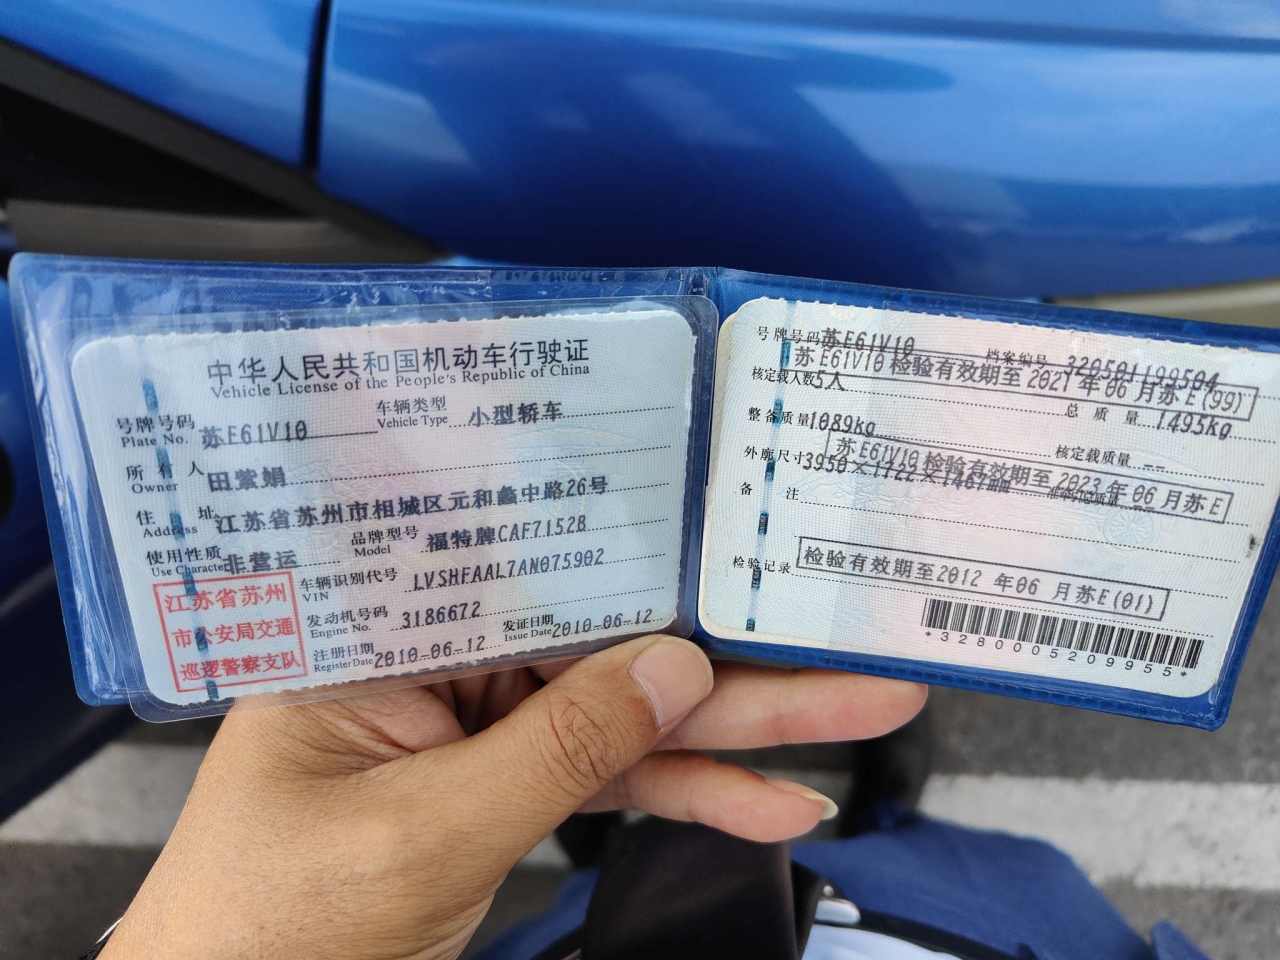 中华人民共和国机动车行驶证
Vehicle License of the People's Republic of China
号牌号码 Plate No. 苏E61V10 车辆类型 Vehicle Type 小型轿车
所有人 Owner 田棠娟
住址 Address 江苏省苏州市相城区元和蠡中路26号
使用性质 Use Character 非营运 品牌型号 Model 福特牌CAF7152B
江苏省苏州
市公安局交通
巡逻警察支队
车辆识别代号 VIN LVSHFAAL7AN075902
发动机号码 Engine No. 3186672
注册日期 Register Date 2010-06-12 发证日期 Issue Date 2010-06-12
号牌号码 苏E61V10 档案编号 320501199504
苏E61V10 检验有效期至 2021 年 06 月苏E(99)
核定载人数 5人 总质量 1495kg
整备质量 1089kg 核定载质量 --
苏E61V10 检验有效期至 2023 年 06 月苏E
外廓尺寸 3950×1722×1467mm
备注
检验记录 检验有效期至2012 年06 月苏E(01)
*3280005209955*